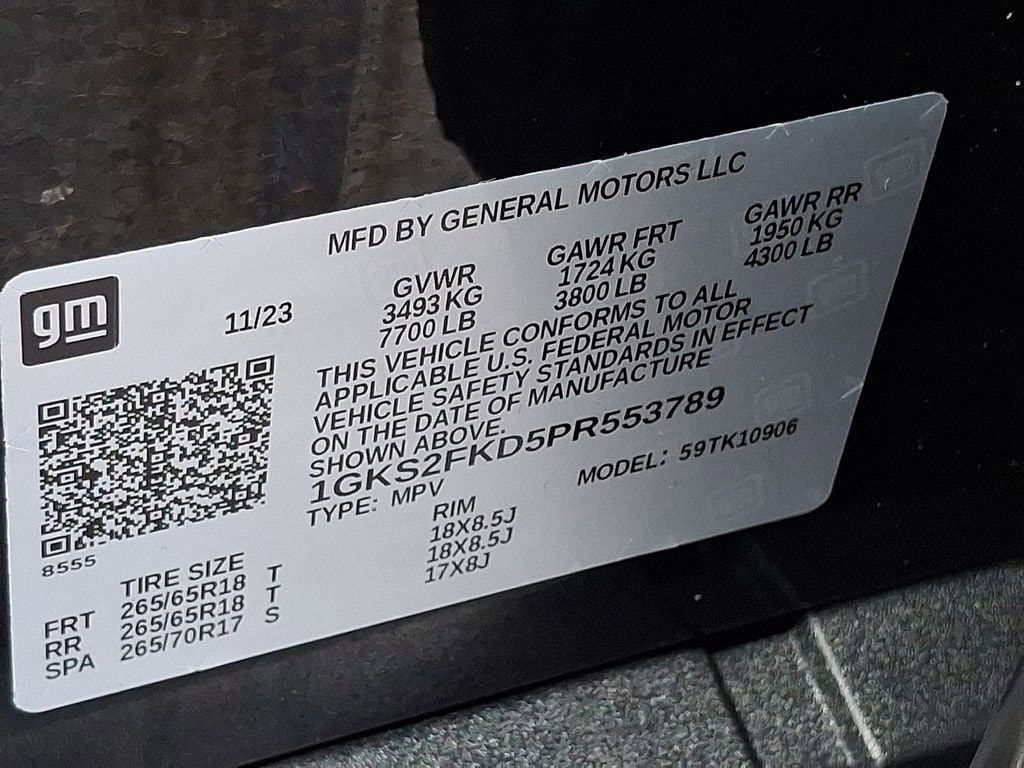 MFD BY GENERAL MOTORS LLC
gm
11/23
GVWR GAWR FRT GAWR RR
3493 KG 1724 KG 1950 KG
7700 LB 3800 LB 4300 LB
THIS VEHICLE CONFORMS TO ALL
APPLICABLE U.S. FEDERAL MOTOR
VEHICLE SAFETY STANDARDS IN EFFECT
ON THE DATE OF MANUFACTURE
SHOWN ABOVE.
1GKS2FKD5PR553789
TYPE: MPV MODEL: 59TK10906
8555
TIRE SIZE RIM
FRT 265/65R18 T 18X8.5J
RR 265/65R18 T 18X8.5J
SPA 265/70R17 S 17X8J